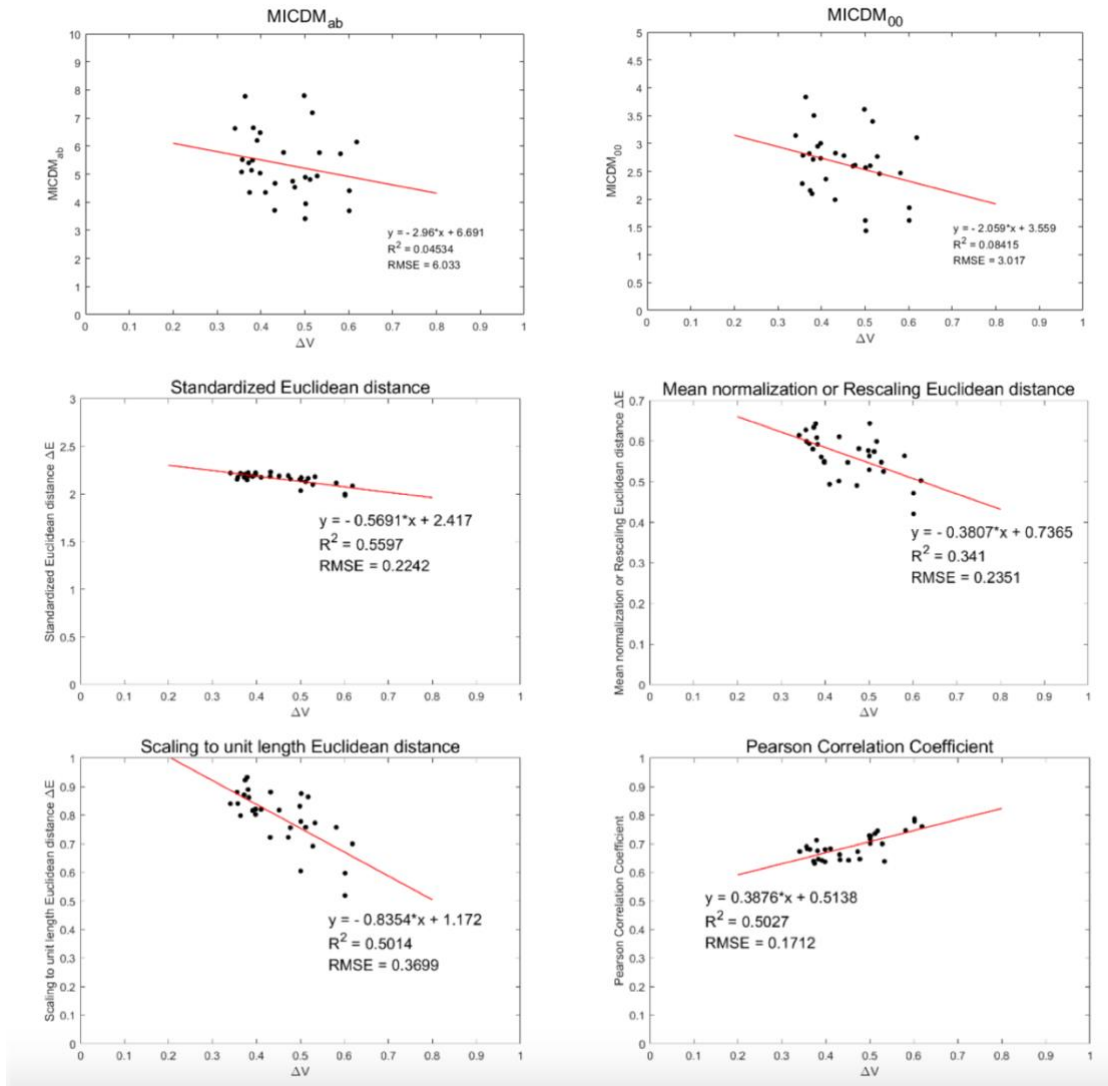 MICDM_ab
10
9
8
7
6
5
4
3
2
1
0
MICDM_ab
y = - 2.96*x + 6.691
R^2 = 0.04534
RMSE = 6.033
0 0.1 0.2 0.3 0.4 0.5 0.6 0.7 0.8 0.9 1
ΔV
MICDM_00
5
4.5
4
3.5
3
2.5
2
1.5
1
0.5
0
MICDM_00
y = - 2.059*x + 3.559
R^2 = 0.08415
RMSE = 3.017
0 0.1 0.2 0.3 0.4 0.5 0.6 0.7 0.8 0.9 1
ΔV
Standardized Euclidean distance
3
2.5
2
1.5
1
0.5
0
Standardized Euclidean distance ΔE
y = - 0.5691*x + 2.417
R^2 = 0.5597
RMSE = 0.2242
0 0.1 0.2 0.3 0.4 0.5 0.6 0.7 0.8 0.9 1
ΔV
Mean normalization or Rescaling Euclidean distance
0.7
0.6
0.5
0.4
0.3
0.2
0.1
0
Mean normalization or Rescaling Euclidean distance ΔE
y = - 0.3807*x + 0.7365
R^2 = 0.341
RMSE = 0.2351
0 0.1 0.2 0.3 0.4 0.5 0.6 0.7 0.8 0.9 1
ΔV
Scaling to unit length Euclidean distance
1
0.9
0.8
0.7
0.6
0.5
0.4
0.3
0.2
0.1
0
Scaling to unit length Euclidean distance ΔE
y = - 0.8354*x + 1.172
R^2 = 0.5014
RMSE = 0.3699
0 0.1 0.2 0.3 0.4 0.5 0.6 0.7 0.8 0.9 1
ΔV
Pearson Correlation Coefficient
1
0.9
0.8
0.7
0.6
0.5
0.4
0.3
0.2
0.1
0
Pearson Correlation Coefficient
y = 0.3876*x + 0.5138
R^2 = 0.5027
RMSE = 0.1712
0 0.1 0.2 0.3 0.4 0.5 0.6 0.7 0.8 0.9 1
ΔV